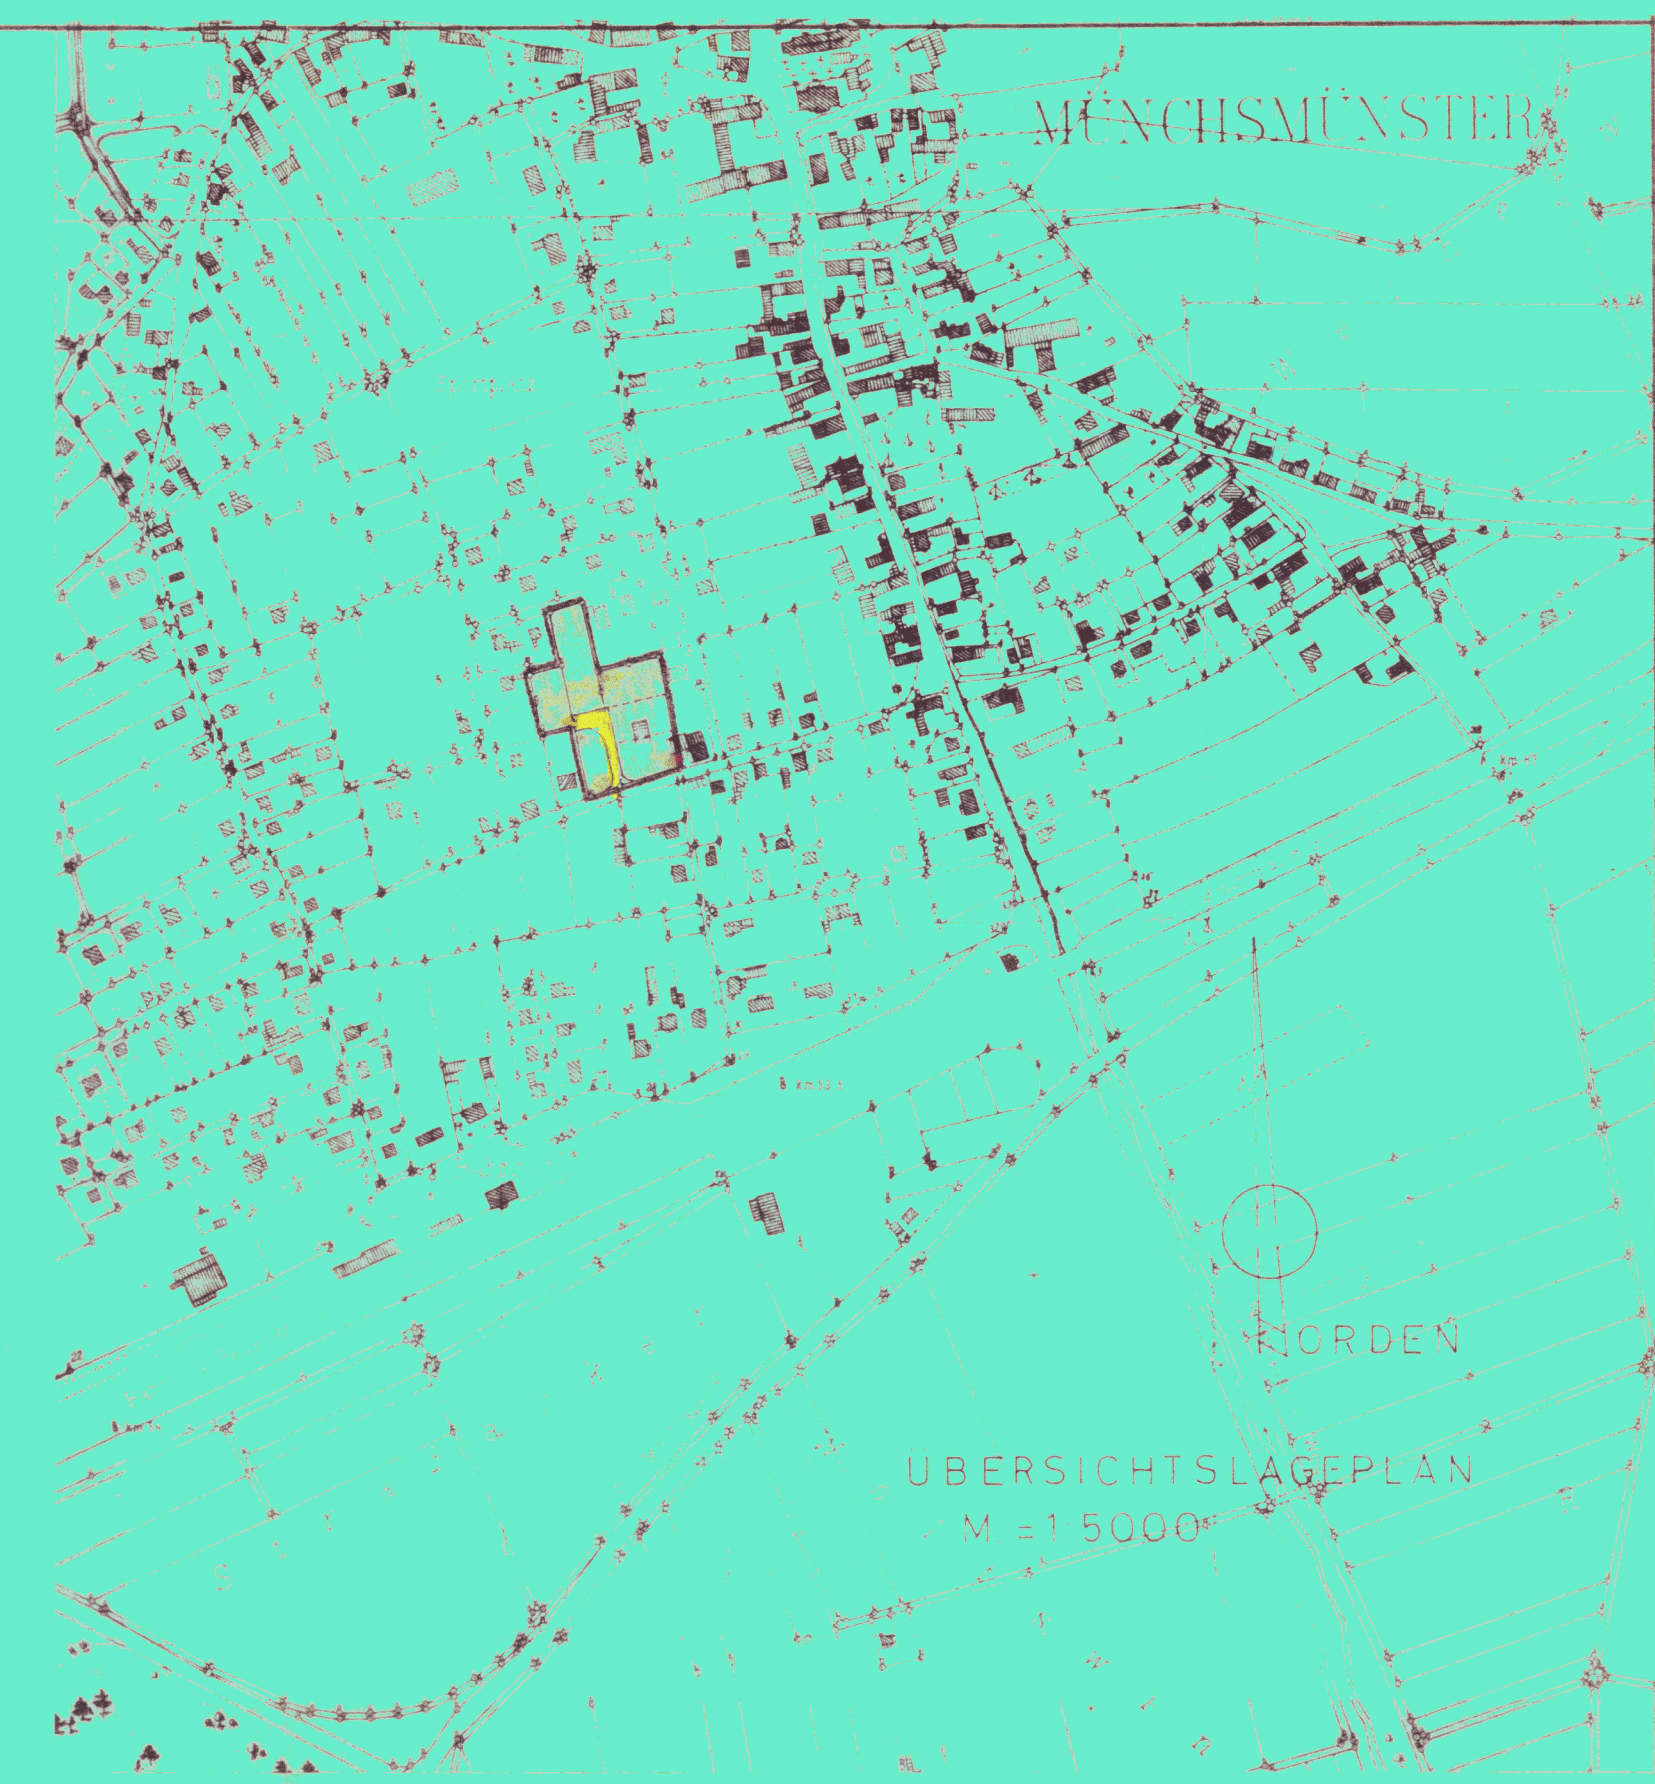 MÜNCHSMÜNSTER
NORDEN
ÜBERSICHTSLAGEPLAN
M. = 1:5000